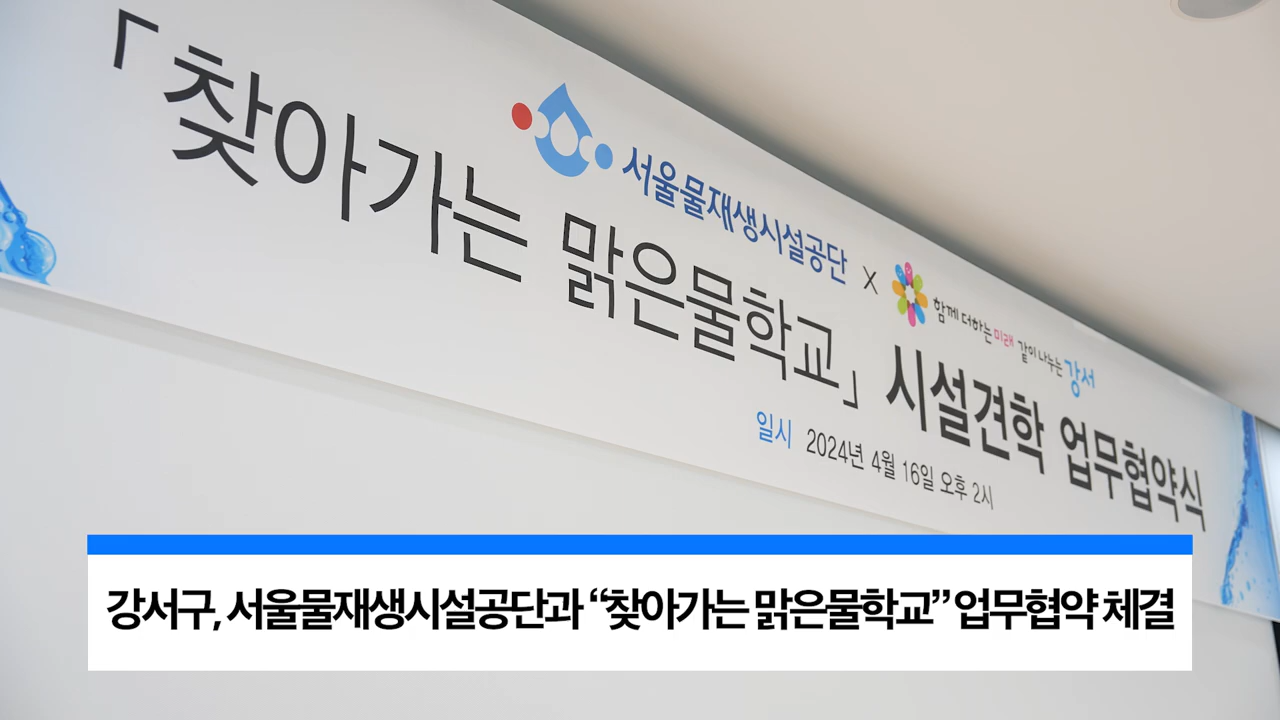 서울물재생시설공단 X 함께 더하는 미래 같이 나누는 강서
「찾아가는 맑은물학교」 시설견학 업무협약식
일시 2024년 4월 16일 오후 2시
강서구, 서울물재생시설공단과 “찾아가는 맑은물학교” 업무협약 체결